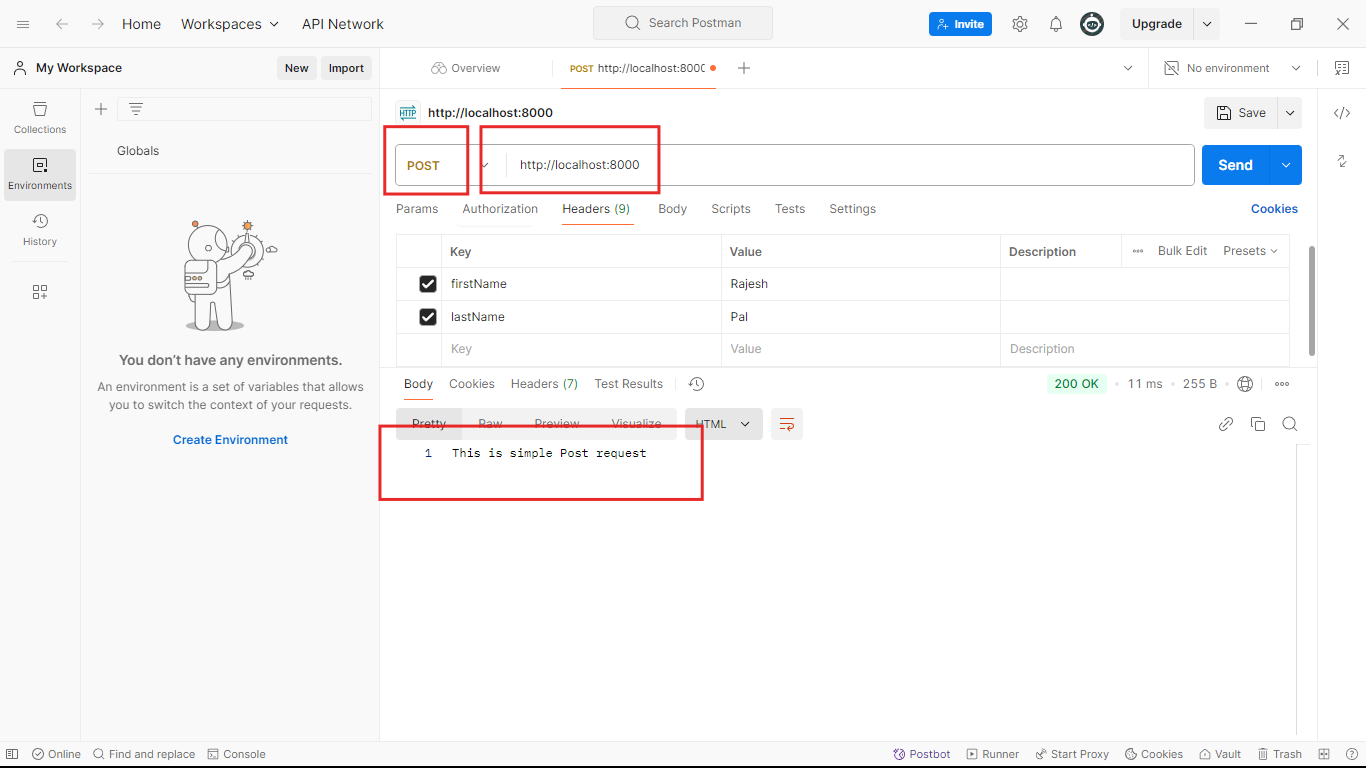 Home Workspaces API Network Search Postman Invite Upgrade
My Workspace New Import Overview POST http://localhost:8000 No environment
Collections
Environments
History
Globals
You don't have any environments.
An environment is a set of variables that allows
you to switch the context of your requests.
Create Environment
HTTP http://localhost:8000 Save
POST http://localhost:8000 Send
Params Authorization Headers (9) Body Scripts Tests Settings Cookies
Key Value Description Bulk Edit Presets
firstName Rajesh
lastName Pal
Key Value Description
Body Cookies Headers (7) Test Results 200 OK 11 ms 255 B
Pretty Raw Preview Visualize HTML
1 This is simple Post request
Online Find and replace Console Postbot Runner Start Proxy Cookies Vault Trash